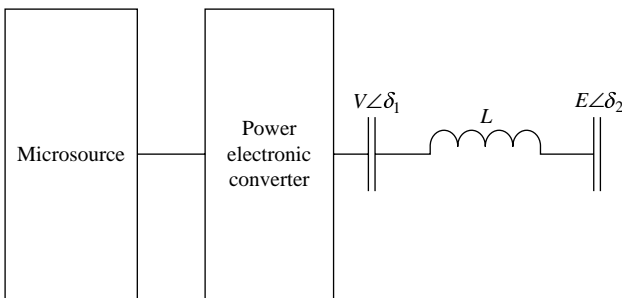 Microsource
Power
electronic
converter
V∠δ₁
L
E∠δ₂